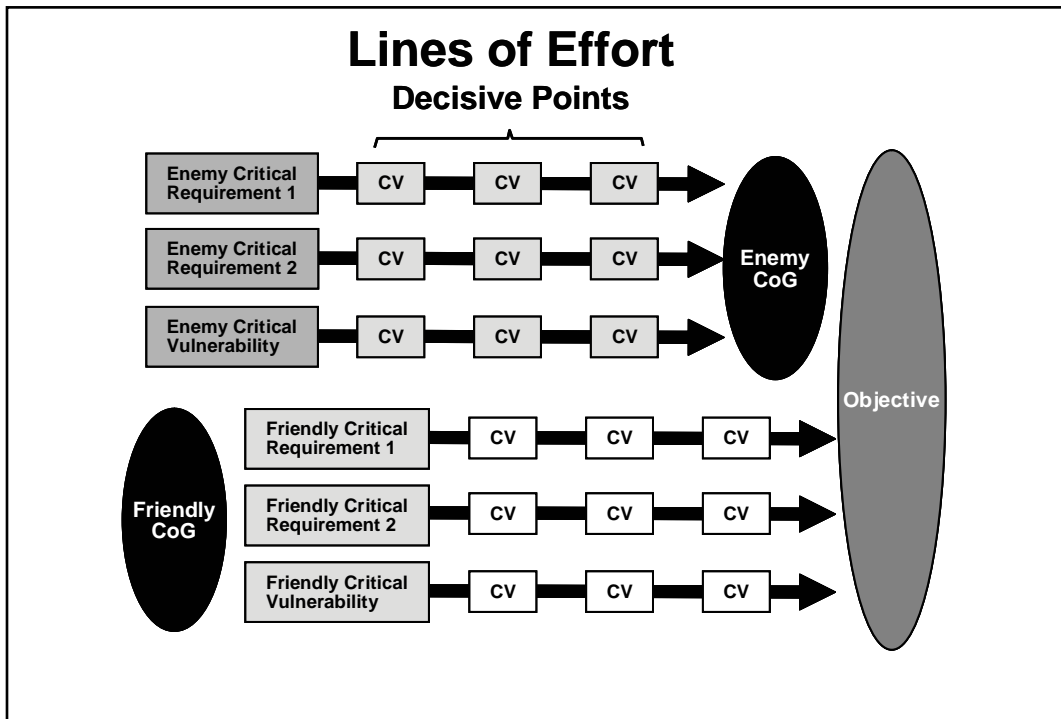 Lines of Effort
Decisive Points
Enemy Critical
Requirement 1
CV CV CV
Enemy Critical
Requirement 2
CV CV CV
Enemy
CoG
Enemy Critical
Vulnerability
CV CV CV
Objective
Friendly Critical
Requirement 1
CV CV CV
Friendly
CoG
Friendly Critical
Requirement 2
CV CV CV
Friendly Critical
Vulnerability
CV CV CV